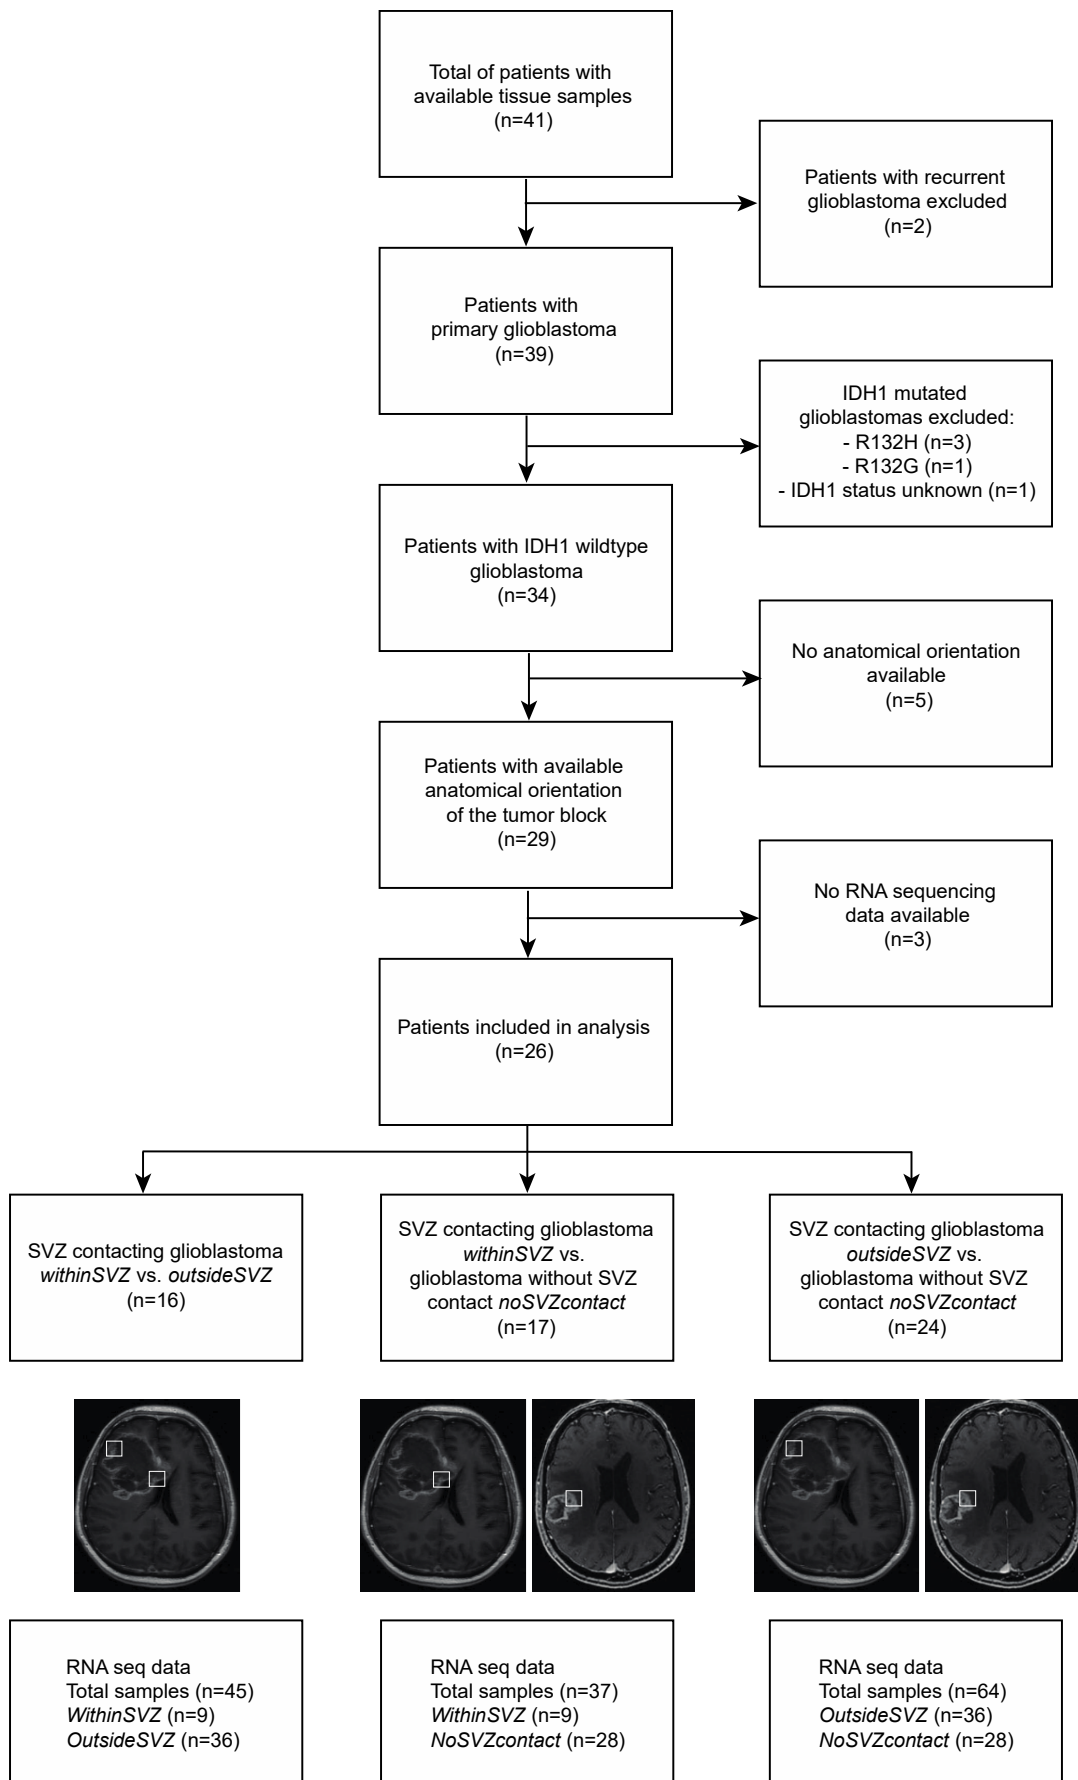 Total of patients with
available tissue samples
(n=41)
Patients with recurrent
glioblastoma excluded
(n=2)
Patients with
primary glioblastoma
(n=39)
IDH1 mutated
glioblastomas excluded:
- R132H (n=3)
- R132G (n=1)
- IDH1 status unknown (n=1)
Patients with IDH1 wildtype
glioblastoma
(n=34)
No anatomical orientation
available
(n=5)
Patients with available
anatomical orientation
of the tumor block
(n=29)
No RNA sequencing
data available
(n=3)
Patients included in analysis
(n=26)
SVZ contacting glioblastoma
withinSVZ vs. outsideSVZ
(n=16)
SVZ contacting glioblastoma
withinSVZ vs.
glioblastoma without SVZ
contact noSVZcontact
(n=17)
SVZ contacting glioblastoma
outsideSVZ vs.
glioblastoma without SVZ
contact noSVZcontact
(n=24)
RNA seq data
Total samples (n=45)
WithinSVZ (n=9)
OutsideSVZ (n=36)
RNA seq data
Total samples (n=37)
WithinSVZ (n=9)
NoSVZcontact (n=28)
RNA seq data
Total samples (n=64)
OutsideSVZ (n=36)
NoSVZcontact (n=28)